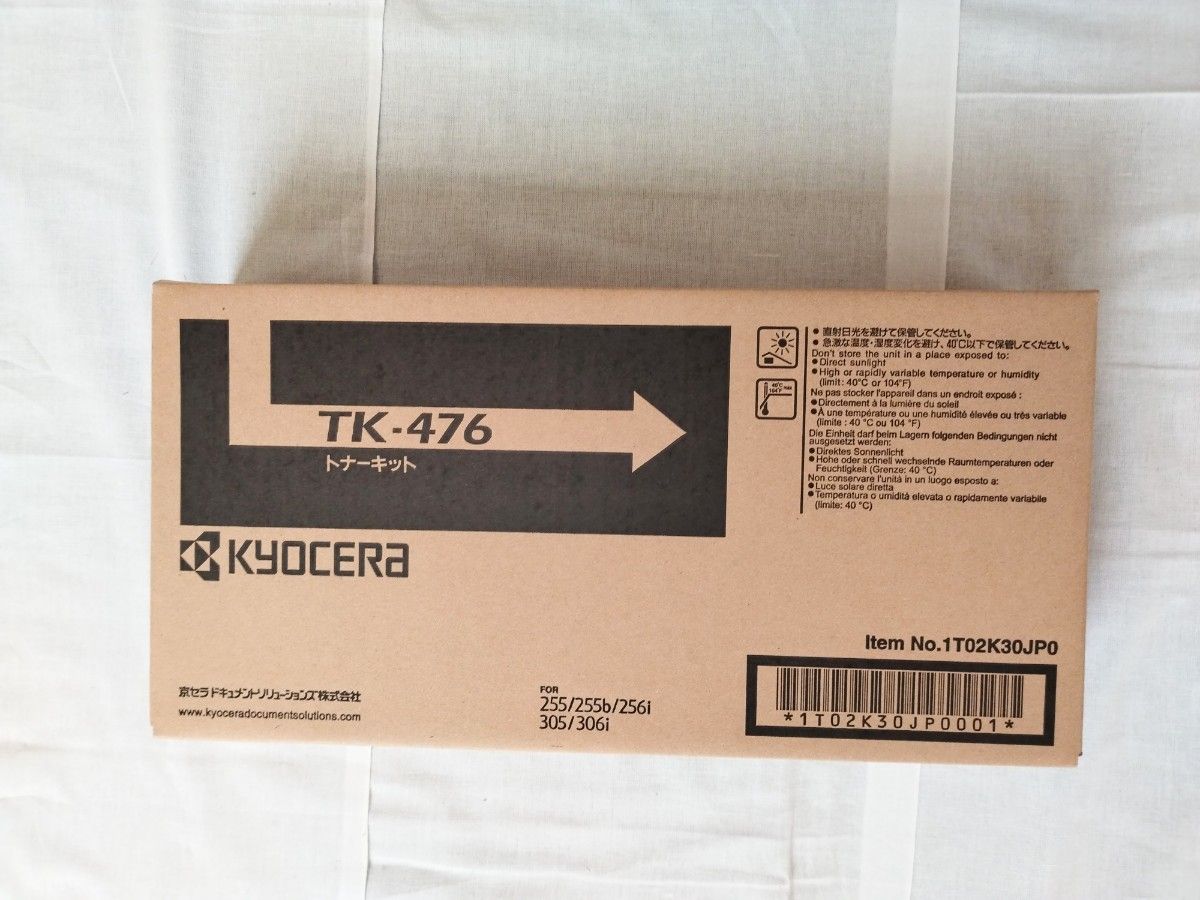 TK-476
トナーキット
KYOCERA
京セラドキュメントソリューションズ株式会社
www.kyoceradocumentsolutions.com
FOR
255/255b/256i
305/306i
40°C MAX
104°F
● 直射日光を避けて保管してください。
● 急激な温度・湿度変化を避け、40℃以下で保管してください。
Don't store the unit in a place exposed to:
● Direct sunlight
● High or rapidly variable temperature or humidity
(limit: 40°C or 104°F)
Ne pas stocker l'appareil dans un endroit exposé :
● Directement à la lumière du soleil
● À une température ou une humidité élevée ou très variable
(limite : 40 °C ou 104 °F)
Die Einheit darf beim Lagern folgenden Bedingungen nicht
ausgesetzt werden:
● Direktes Sonnenlicht
● Hohe oder schnell wechselnde Raumtemperaturen oder
Feuchtigkeit (Grenze: 40 °C)
Non conservare l'unità in un luogo esposto a:
● Luce solare diretta
● Temperatura o umidità elevata o rapidamente variabile
(limite: 40 °C)
Item No.1T02K30JP0
*1T02K30JP0001*